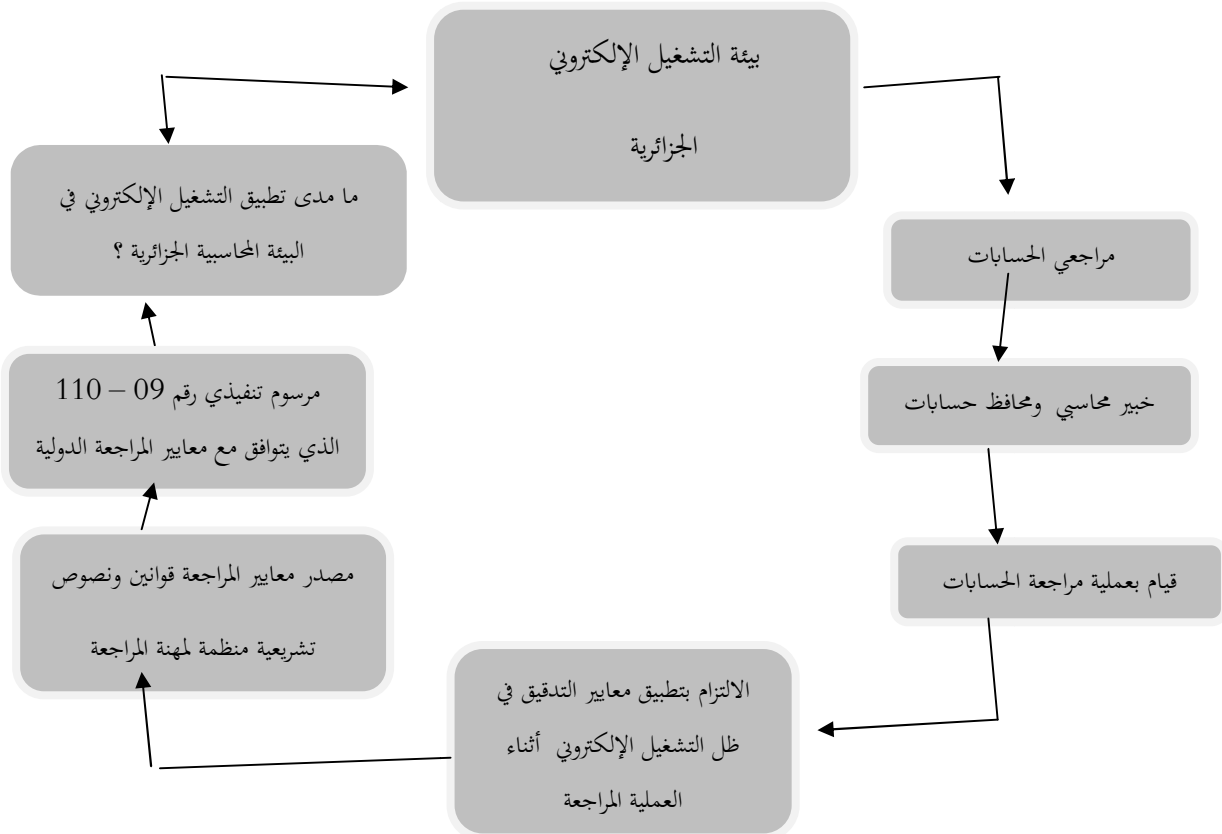 بيئة التشغيل الإلكتروني
الجزائرية
مراجعي الحسابات
خبير محاسبي ومحافظ حسابات
قيام بعملية مراجعة الحسابات
الالتزام بتطبيق معايير التدقيق في
ظل التشغيل الإلكتروني أثناء
العملية المراجعة
مصدر معايير المراجعة قوانين ونصوص
تشريعية منظمة لمهنة المراجعة
مرسوم تنفيذي رقم 09 – 110
الذي يتوافق مع معايير المراجعة الدولية
ما مدى تطبيق التشغيل الإلكتروني في
البيئة المحاسبية الجزائرية ؟